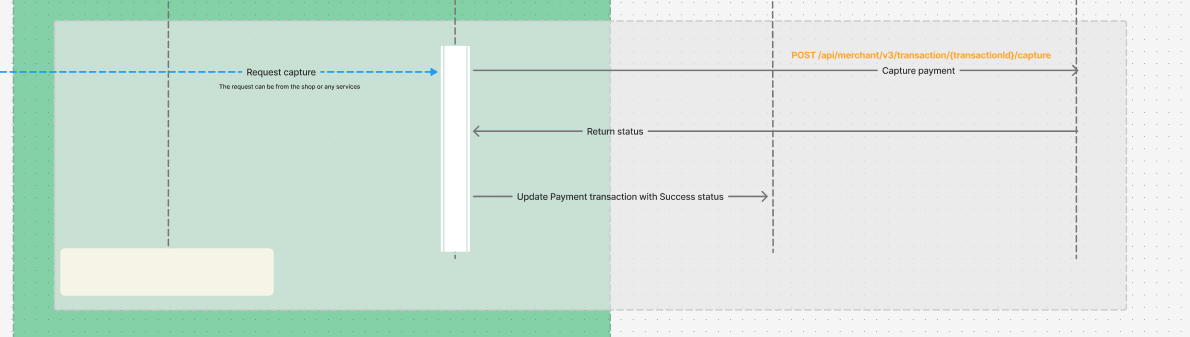 POST /api/merchant/v3/transaction/{transactionId}/capture
Request capture
Capture payment
The request can be from the shop or any services
Return status
Update Payment transaction with Success status